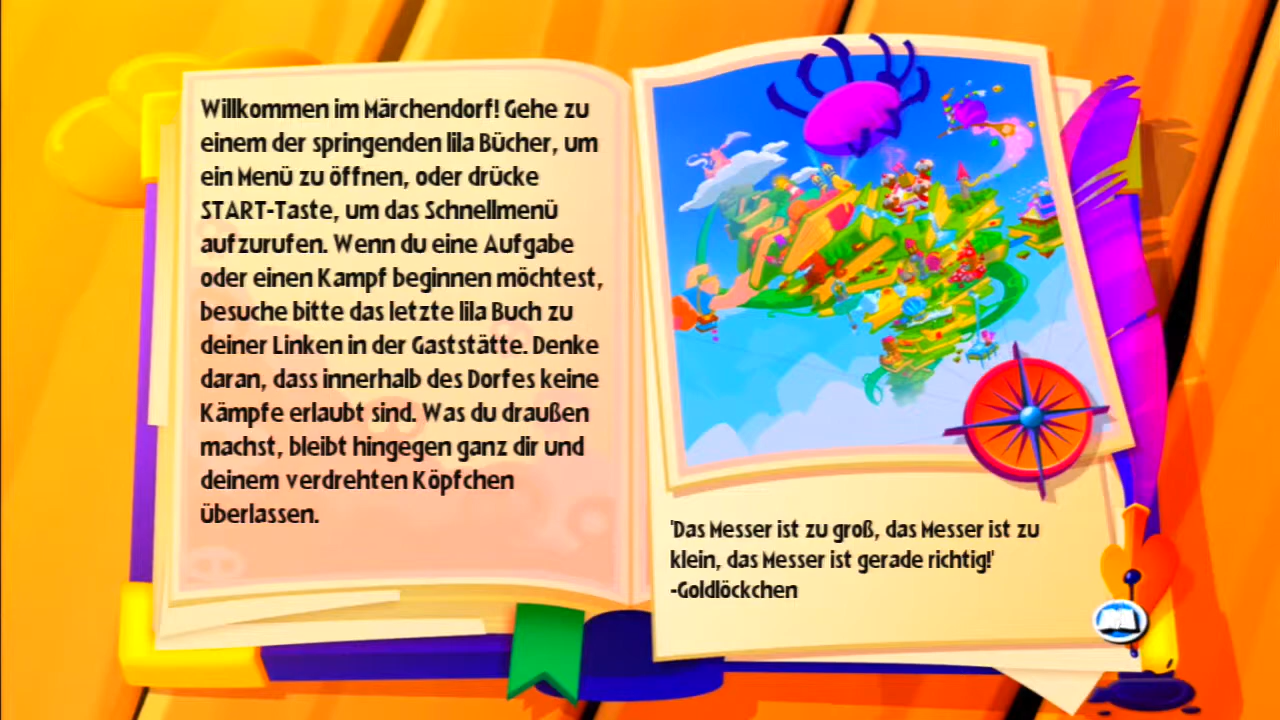 Willkommen im Märchendorf! Gehe zu
einem der springenden lila Bücher, um
ein Menü zu öffnen, oder drücke
START-Taste, um das Schnellmenü
aufzurufen. Wenn du eine Aufgabe
oder einen Kampf beginnen möchtest,
besuche bitte das letzte lila Buch zu
deiner Linken in der Gaststätte. Denke
daran, dass innerhalb des Dorfes keine
Kämpfe erlaubt sind. Was du draußen
machst, bleibt hingegen ganz dir und
deinem verdrehten Köpfchen
überlassen.
'Das Messer ist zu groß, das Messer ist zu
klein, das Messer ist gerade richtig!'
-Goldlöckchen